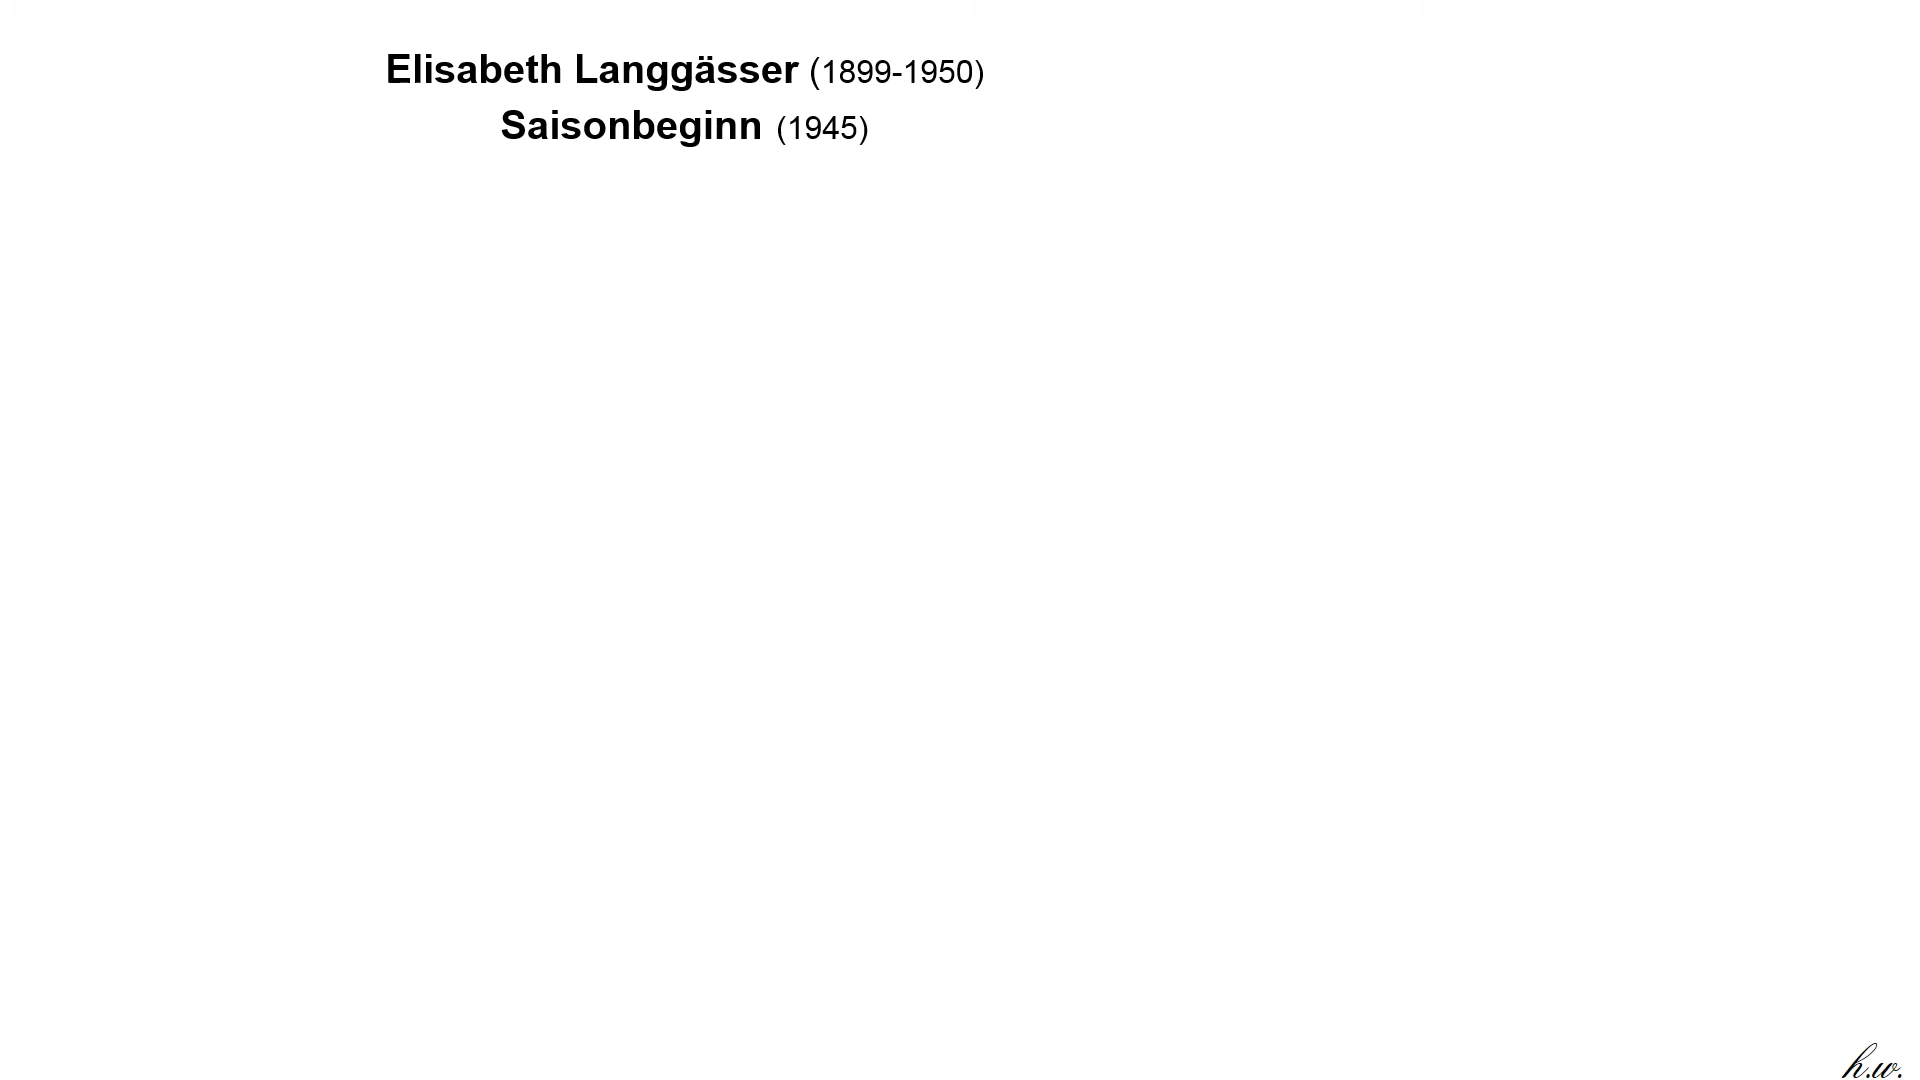 Elisabeth Langgässer (1899-1950)
Saisonbeginn (1945)
h.w.